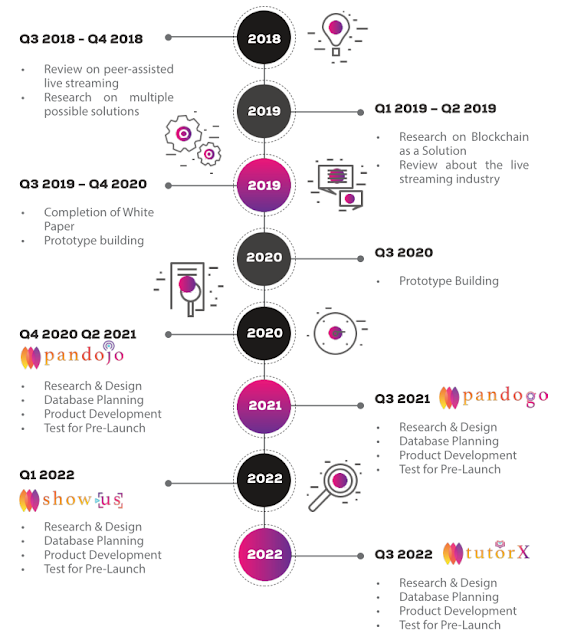 Q3 2018 – Q4 2018
2018
• Review on peer-assisted
live streaming
• Research on multiple
possible solutions
2019
Q1 2019 – Q2 2019
• Research on Blockchain
as a Solution
• Review about the live
streaming industry
Q3 2019 – Q4 2020
2019
• Completion of White
Paper
• Prototype building
2020
Q3 2020
• Prototype Building
Q4 2020 Q2 2021
2020
pandojo
• Research & Design
• Database Planning
• Product Development
• Test for Pre-Launch
2021
Q3 2021 pandogo
• Research & Design
• Database Planning
• Product Development
• Test for Pre-Launch
Q1 2022
2022
show us
• Research & Design
• Database Planning
• Product Development
• Test for Pre-Launch
2022
Q3 2022 tutorX
• Research & Design
• Database Planning
• Product Development
• Test for Pre-Launch